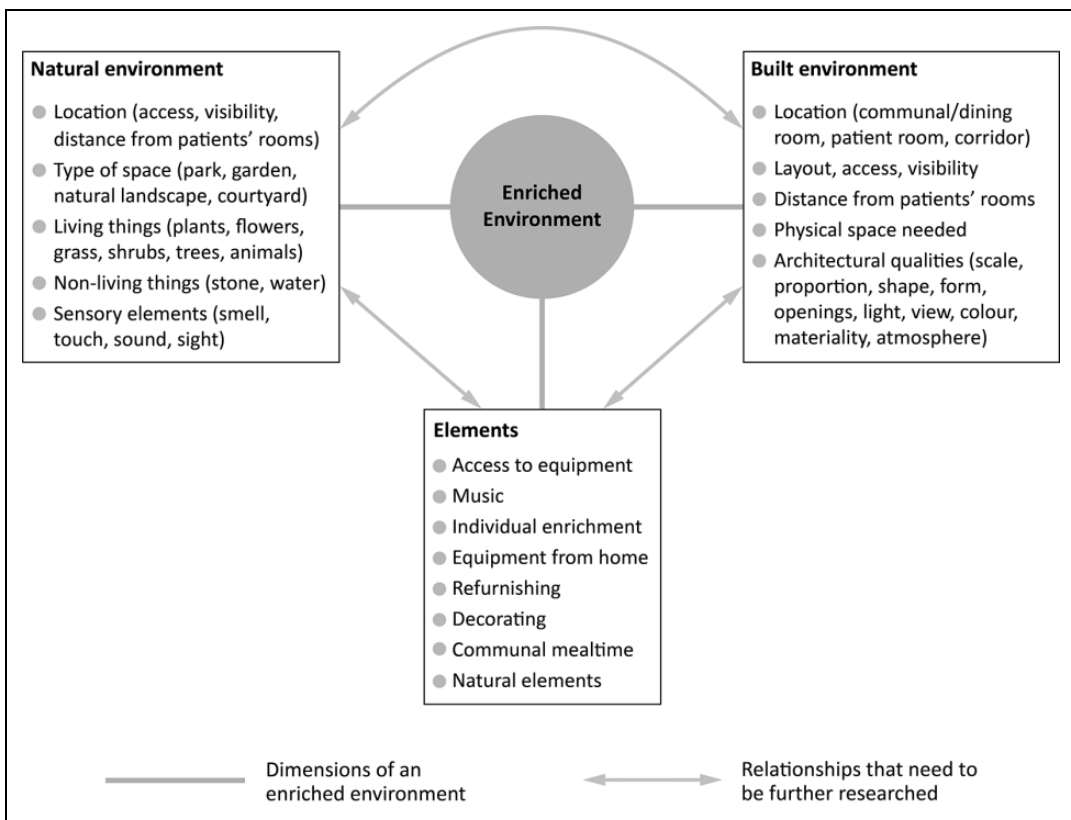 Natural environment
Location (access, visibility,
distance from patients’ rooms)
Type of space (park, garden,
natural landscape, courtyard)
Living things (plants, flowers,
grass, shrubs, trees, animals)
Non-living things (stone, water)
Sensory elements (smell,
touch, sound, sight)
Enriched
Environment
Built environment
Location (communal/dining
room, patient room, corridor)
Layout, access, visibility
Distance from patients’ rooms
Physical space needed
Architectural qualities (scale,
proportion, shape, form,
openings, light, view, colour,
materiality, atmosphere)
Elements
Access to equipment
Music
Individual enrichment
Equipment from home
Refurnishing
Decorating
Communal mealtime
Natural elements
Dimensions of an
enriched environment
Relationships that need to
be further researched